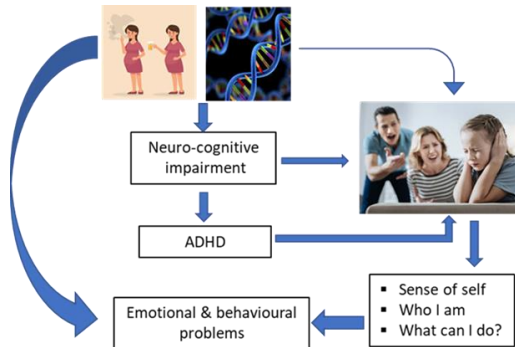 Neuro-cognitive
impairment
ADHD
▪ Sense of self
▪ Who I am
▪ What can I do?
Emotional & behavioural
problems